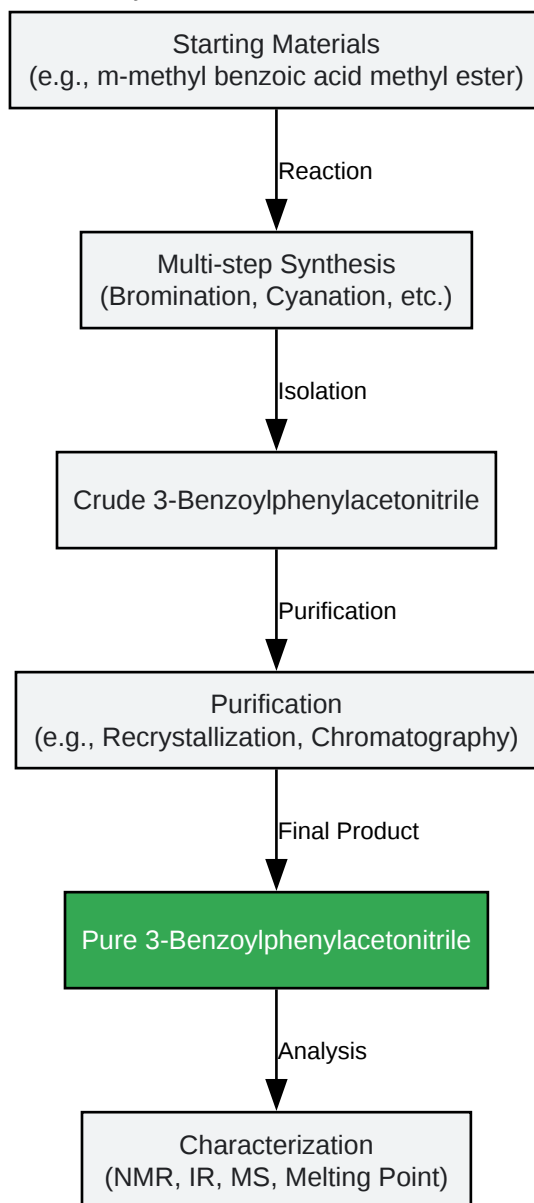 Starting Materials
(e.g., m-methyl benzoic acid methyl ester)
Reaction
Multi-step Synthesis
(Bromination, Cyanation, etc.)
Isolation
Crude 3-Benzoylphenylacetonitrile
Purification
Purification
(e.g., Recrystallization, Chromatography)
Final Product
Pure 3-Benzoylphenylacetonitrile
Analysis
Characterization
(NMR, IR, MS, Melting Point)